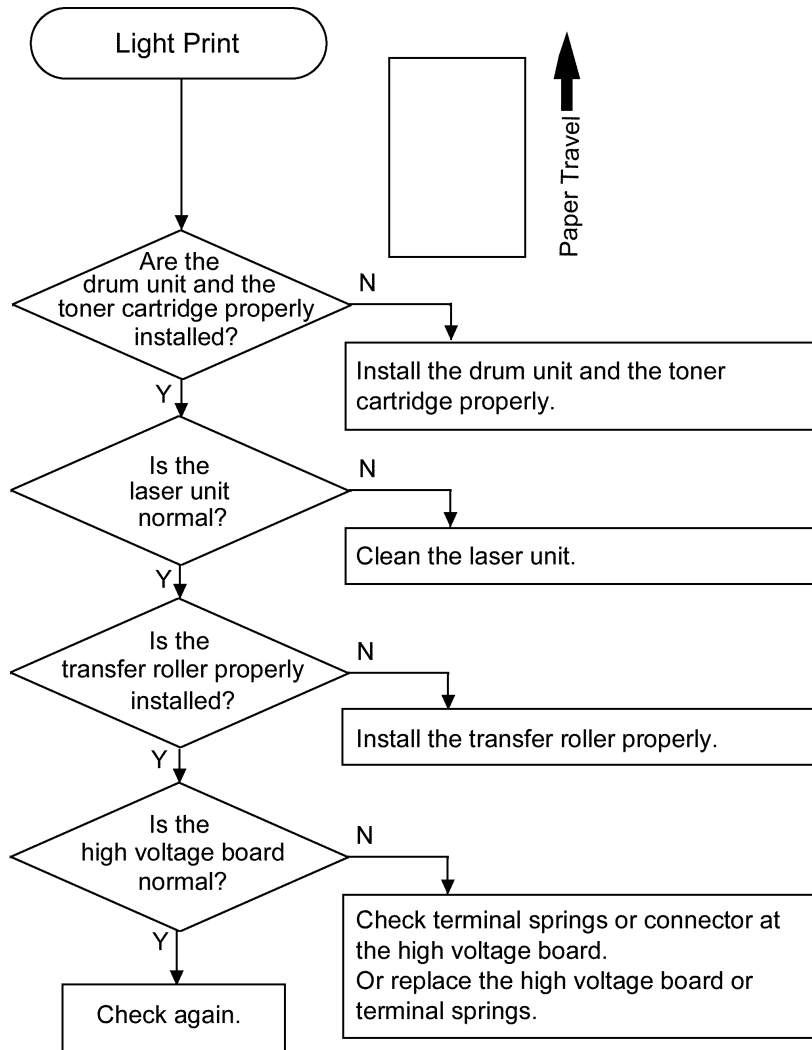 Light Print
Paper Travel
Are the
drum unit and the
toner cartridge properly
installed?
N
Install the drum unit and the toner
cartridge properly.
Y
Is the
laser unit
normal?
N
Clean the laser unit.
Y
Is the
transfer roller properly
installed?
N
Install the transfer roller properly.
Y
Is the
high voltage board
normal?
N
Check terminal springs or connector at
the high voltage board.
Or replace the high voltage board or
terminal springs.
Y
Check again.